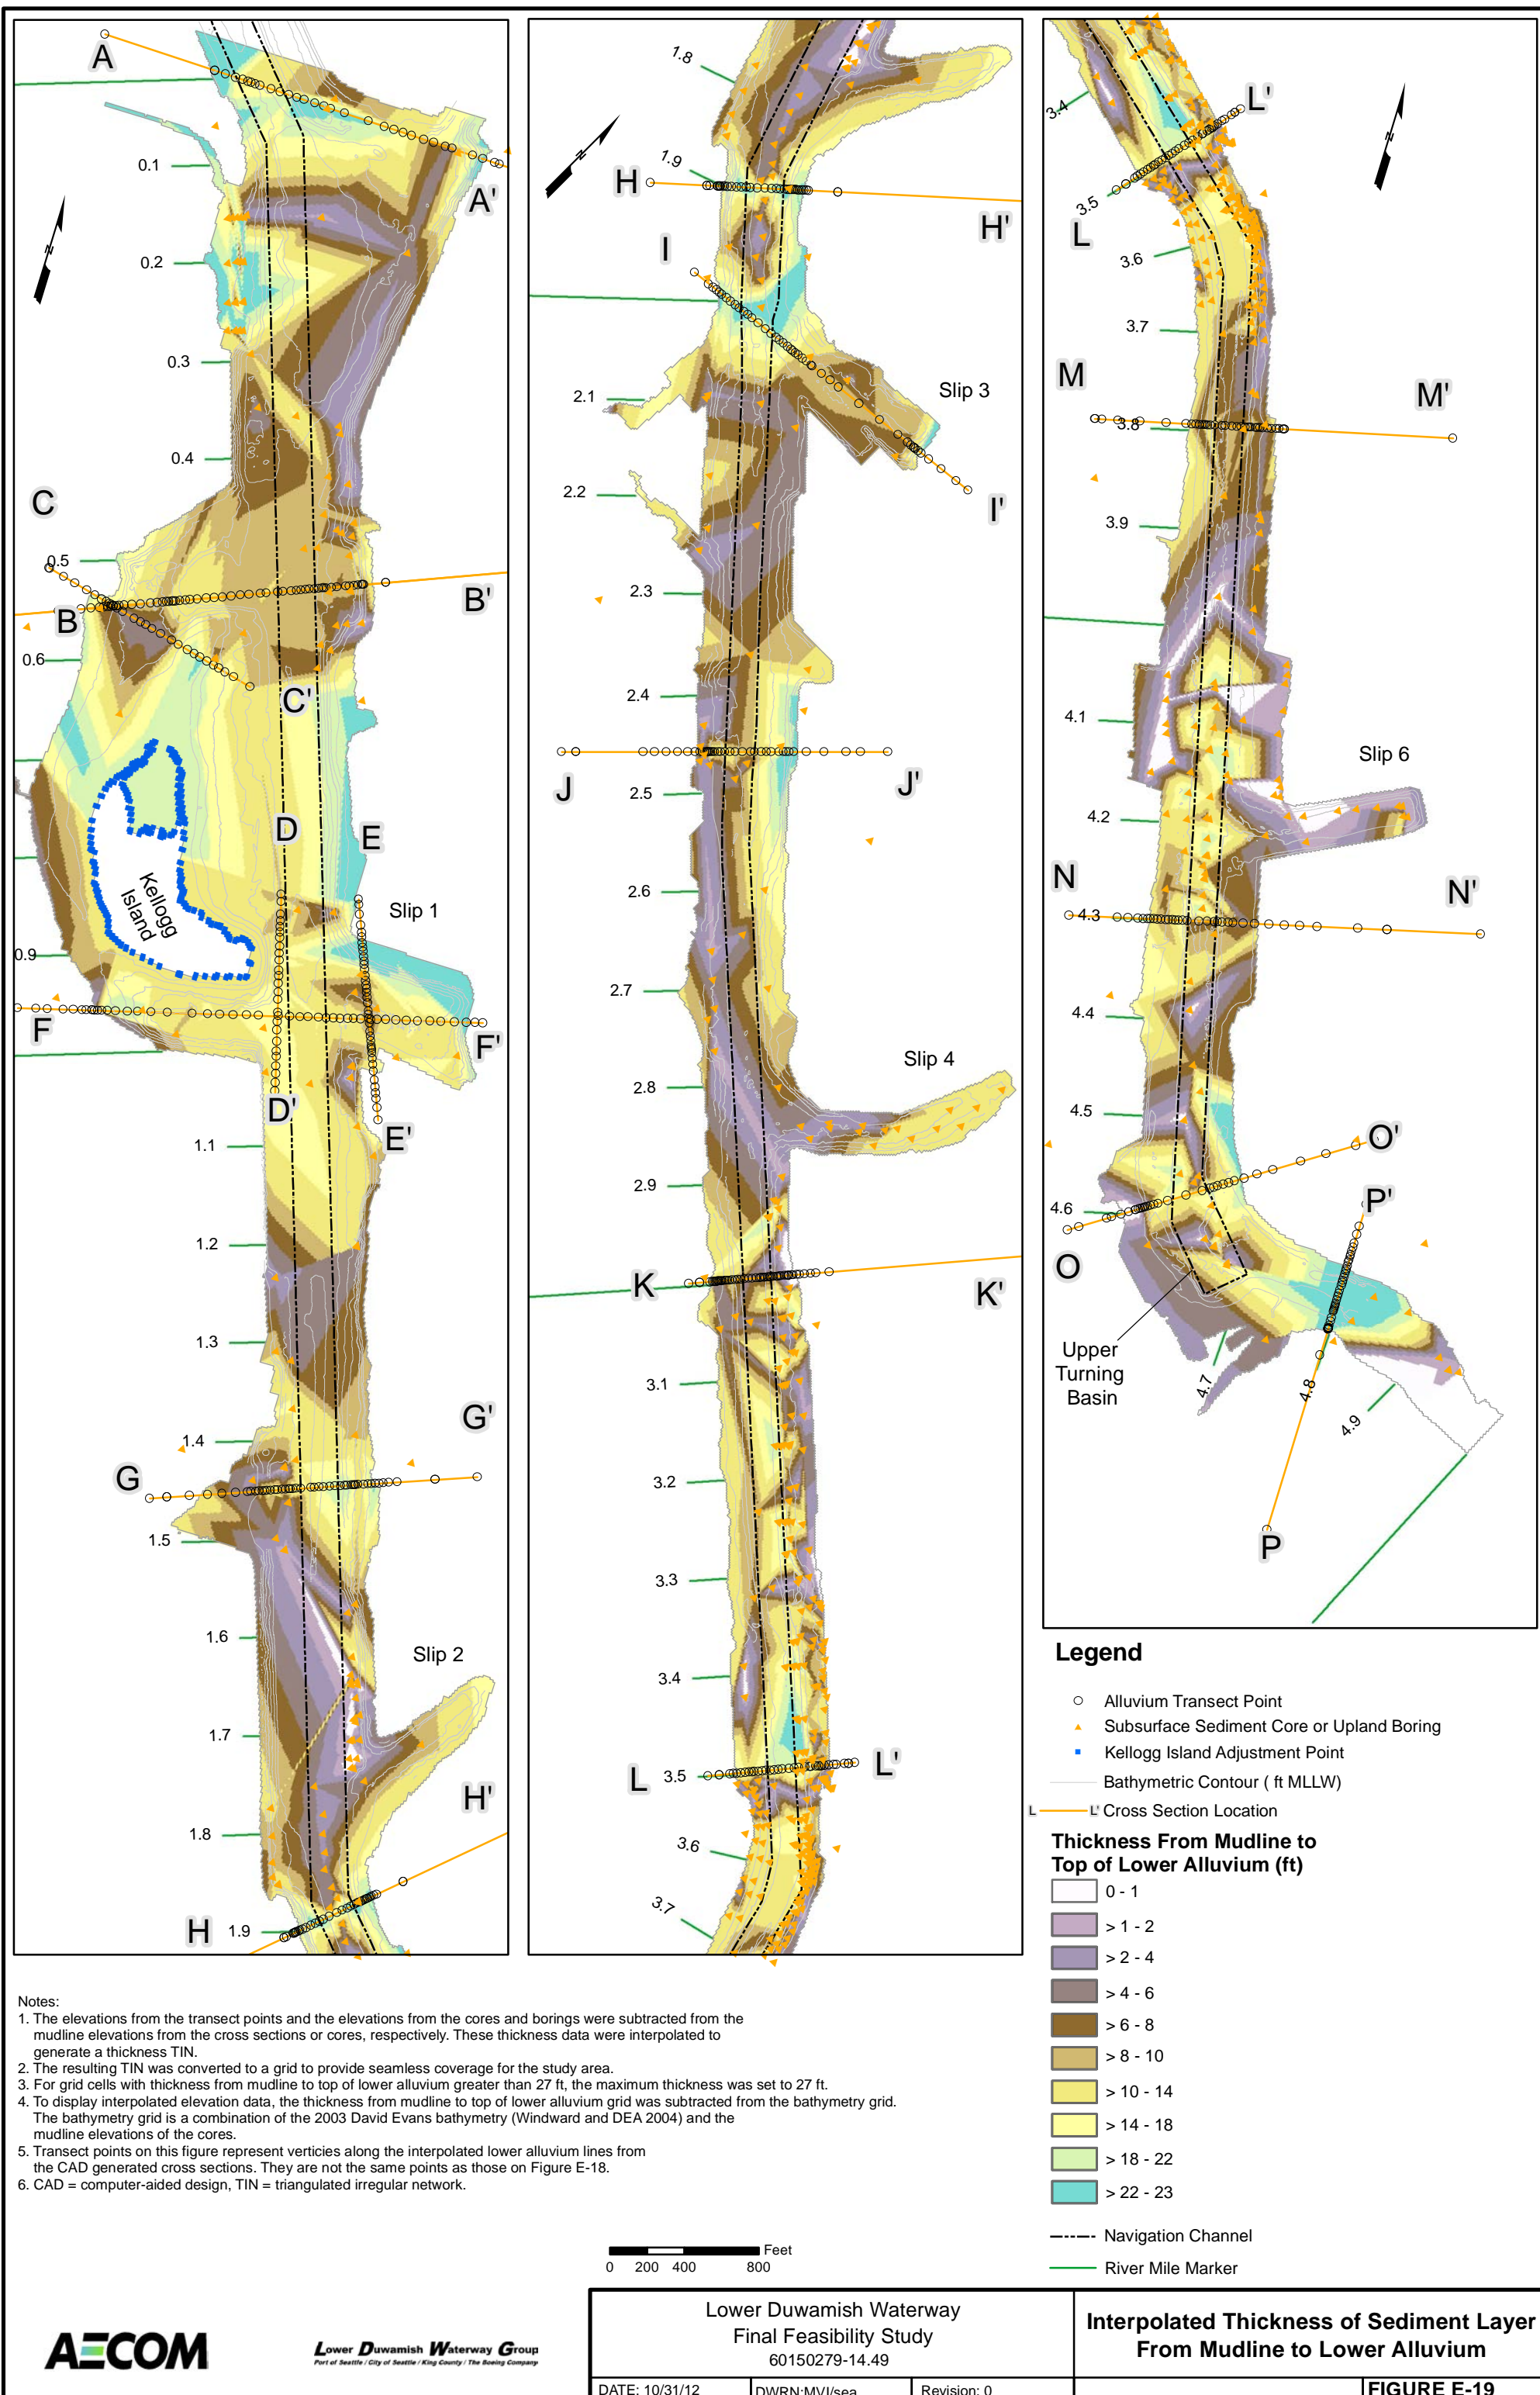 A
A'
0.1
0.2
0.3
0.4
C
0.5
B
B'
0.6
C'
D
E
Kellogg
Island
Slip 1
0.9
F
F'
D'
E'
1.1
1.2
1.3
1.4
G
G'
1.5
1.6
Slip 2
1.7
1.8
H'
H
1.9
N
1.8
1.9
H
H'
I
2.1
Slip 3
2.2
I'
2.3
2.4
J
J'
2.5
2.6
2.7
2.8
Slip 4
2.9
K
K'
3.1
3.2
3.3
3.4
L
3.5
L'
3.6
3.7
N
3.4
L'
3.5
L
3.6
3.7
M
M'
3.8
3.9
4.1
Slip 6
4.2
N
N'
4.3
4.4
4.5
O'
4.6
O
P'
Upper
Turning
Basin
4.7
4.8
4.9
P
N
Legend
Alluvium Transect Point
Subsurface Sediment Core or Upland Boring
Kellogg Island Adjustment Point
Bathymetric Contour ( ft MLLW)
L L' Cross Section Location
Thickness From Mudline to
Top of Lower Alluvium (ft)
0 - 1
> 1 - 2
> 2 - 4
> 4 - 6
> 6 - 8
> 8 - 10
> 10 - 14
> 14 - 18
> 18 - 22
> 22 - 23
Navigation Channel
River Mile Marker
Notes:
1. The elevations from the transect points and the elevations from the cores and borings were subtracted from the
mudline elevations from the cross sections or cores, respectively. These thickness data were interpolated to
generate a thickness TIN.
2. The resulting TIN was converted to a grid to provide seamless coverage for the study area.
3. For grid cells with thickness from mudline to top of lower alluvium greater than 27 ft, the maximum thickness was set to 27 ft.
4. To display interpolated elevation data, the thickness from mudline to top of lower alluvium grid was subtracted from the bathymetry grid.
The bathymetry grid is a combination of the 2003 David Evans bathymetry (Windward and DEA 2004) and the
mudline elevations of the cores.
5. Transect points on this figure represent verticies along the interpolated lower alluvium lines from
the CAD generated cross sections. They are not the same points as those on Figure E-18.
6. CAD = computer-aided design, TIN = triangulated irregular network.
Feet
0 200 400 800
AECOM
Lower Duwamish Waterway Group
Port of Seattle / City of Seattle / King County / The Boeing Company
Lower Duwamish Waterway
Final Feasibility Study
60150279-14.49
Interpolated Thickness of Sediment Layer
From Mudline to Lower Alluvium
DATE: 10/31/12
DWRN:MVI/sea
Revision: 0
FIGURE E-19